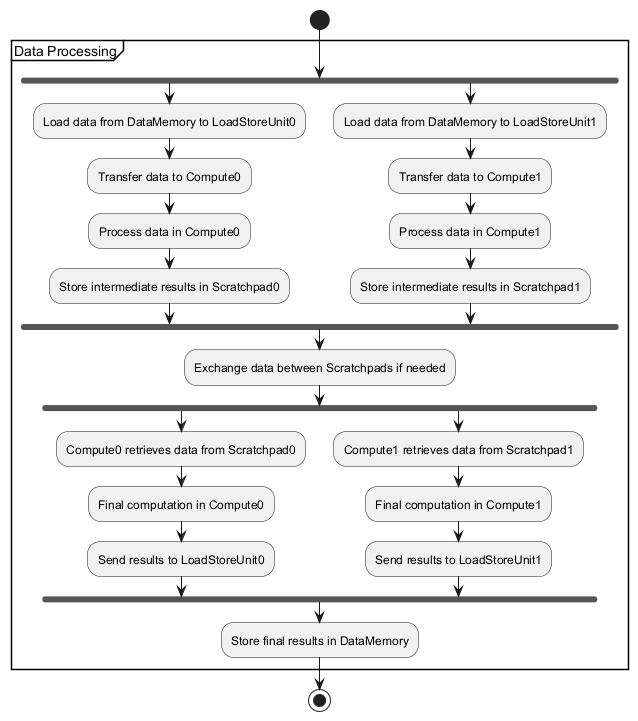 Data Processing
Load data from DataMemory to LoadStoreUnit0
Load data from DataMemory to LoadStoreUnit1
Transfer data to Compute0
Transfer data to Compute1
Process data in Compute0
Process data in Compute1
Store intermediate results in Scratchpad0
Store intermediate results in Scratchpad1
Exchange data between Scratchpads if needed
Compute0 retrieves data from Scratchpad0
Compute1 retrieves data from Scratchpad1
Final computation in Compute0
Final computation in Compute1
Send results to LoadStoreUnit0
Send results to LoadStoreUnit1
Store final results in DataMemory